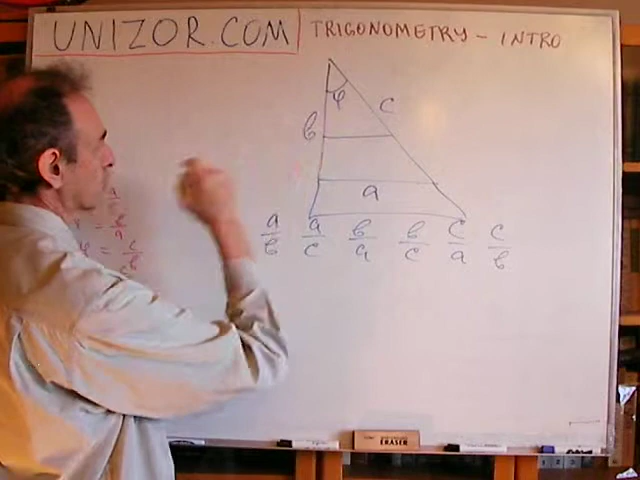 UNIZOR.COM
TRIGONOMETRY - INTRO
φ
c
b
a
a/b a/c b/a b/c c/a c/b
= b/a
φ = c/b
ERASER